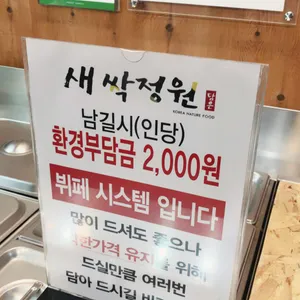 새싹정원
KOREA NATURE FOOD
남길시(인당)
환경부담금 2,000원
뷔페 시스템 입니다
많이 드셔도 좋으나
가격 유지를 위해
드실만큼 여러번
담아 드시길